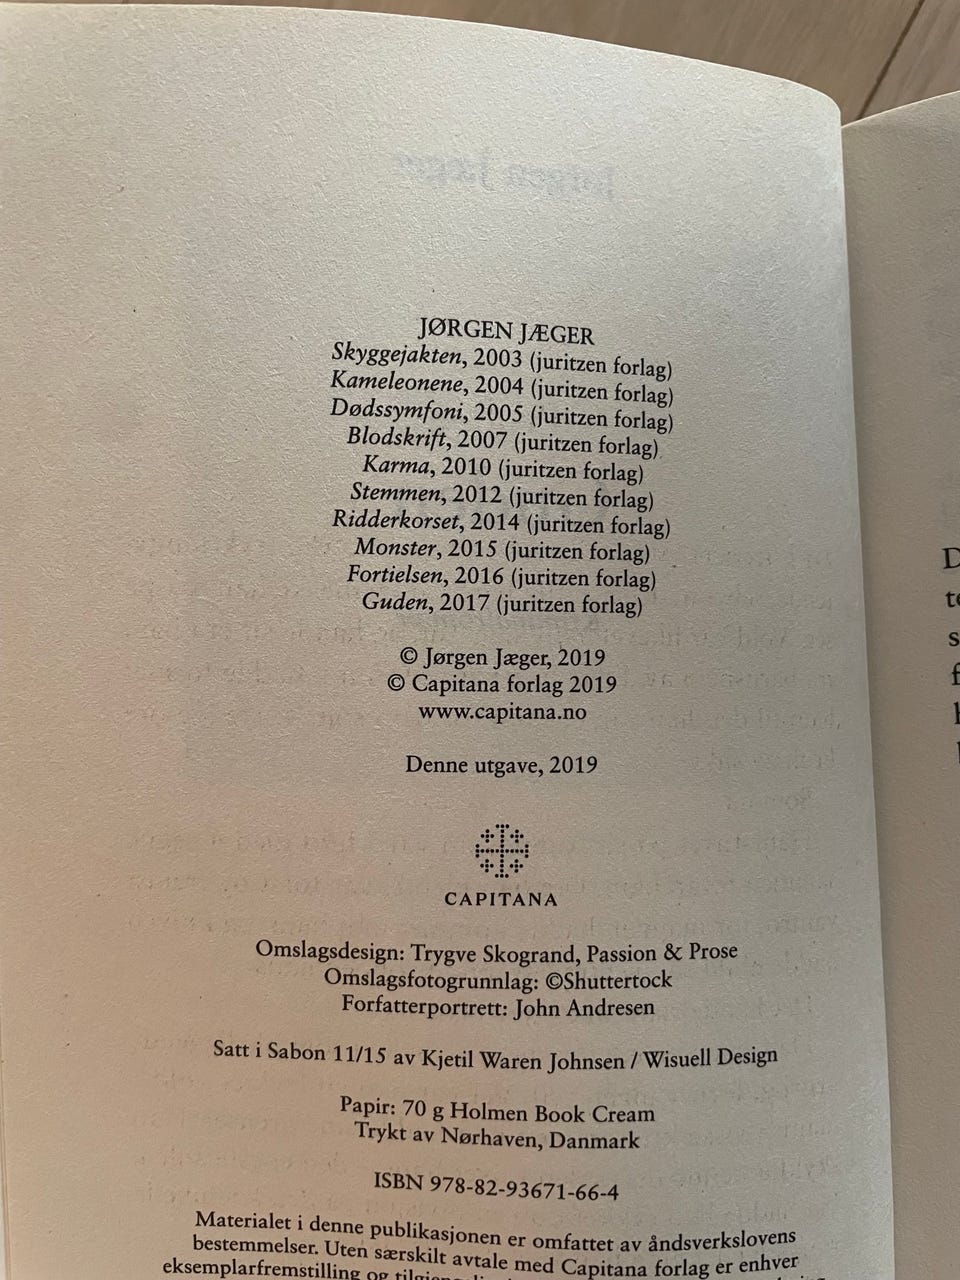 JØRGEN JÆGER
Skyggejakten, 2003 (juritzen forlag)
Kameleonene, 2004 (juritzen forlag)
Dødssymfoni, 2005 (juritzen forlag)
Blodskrift, 2007 (juritzen forlag)
Karma, 2010 (juritzen forlag)
Stemmen, 2012 (juritzen forlag)
Ridderkorset, 2014 (juritzen forlag)
Monster, 2015 (juritzen forlag)
Fortielsen, 2016 (juritzen forlag)
Guden, 2017 (juritzen forlag)
© Jørgen Jæger, 2019
© Capitana forlag 2019
www.capitana.no
Denne utgave, 2019
CAPITANA
Omslagsdesign: Trygve Skogrand, Passion & Prose
Omslagsfotogrunnlag: ©Shuttertock
Forfatterportrett: John Andresen
Satt i Sabon 11/15 av Kjetil Waren Johnsen / Wisuell Design
Papir: 70 g Holmen Book Cream
Trykt av Nørhaven, Danmark
ISBN 978-82-93671-66-4
Materialet i denne publikasjonen er omfattet av åndsverkslovens
bestemmelser. Uten særskilt avtale med Capitana forlag er enhver
eksemplarfremstilling og